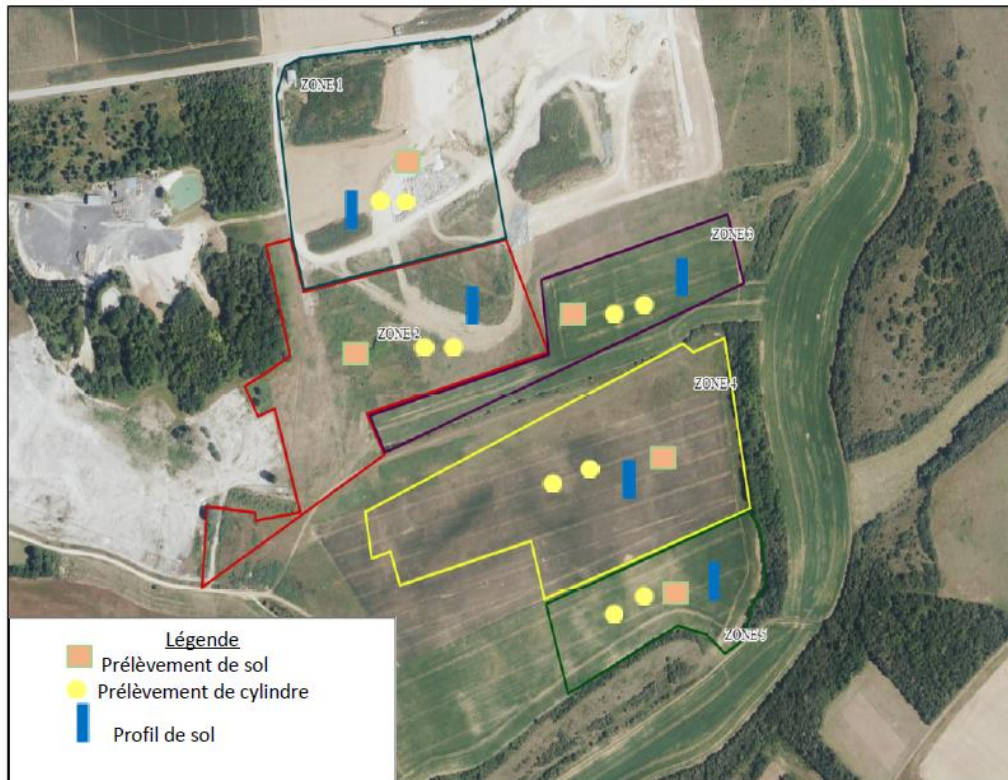 ZONE 1
ZONE 3
ZONE 2
ZONE 4
ZONE 5
Légende
Prélèvement de sol
Prélèvement de cylindre
Profil de sol